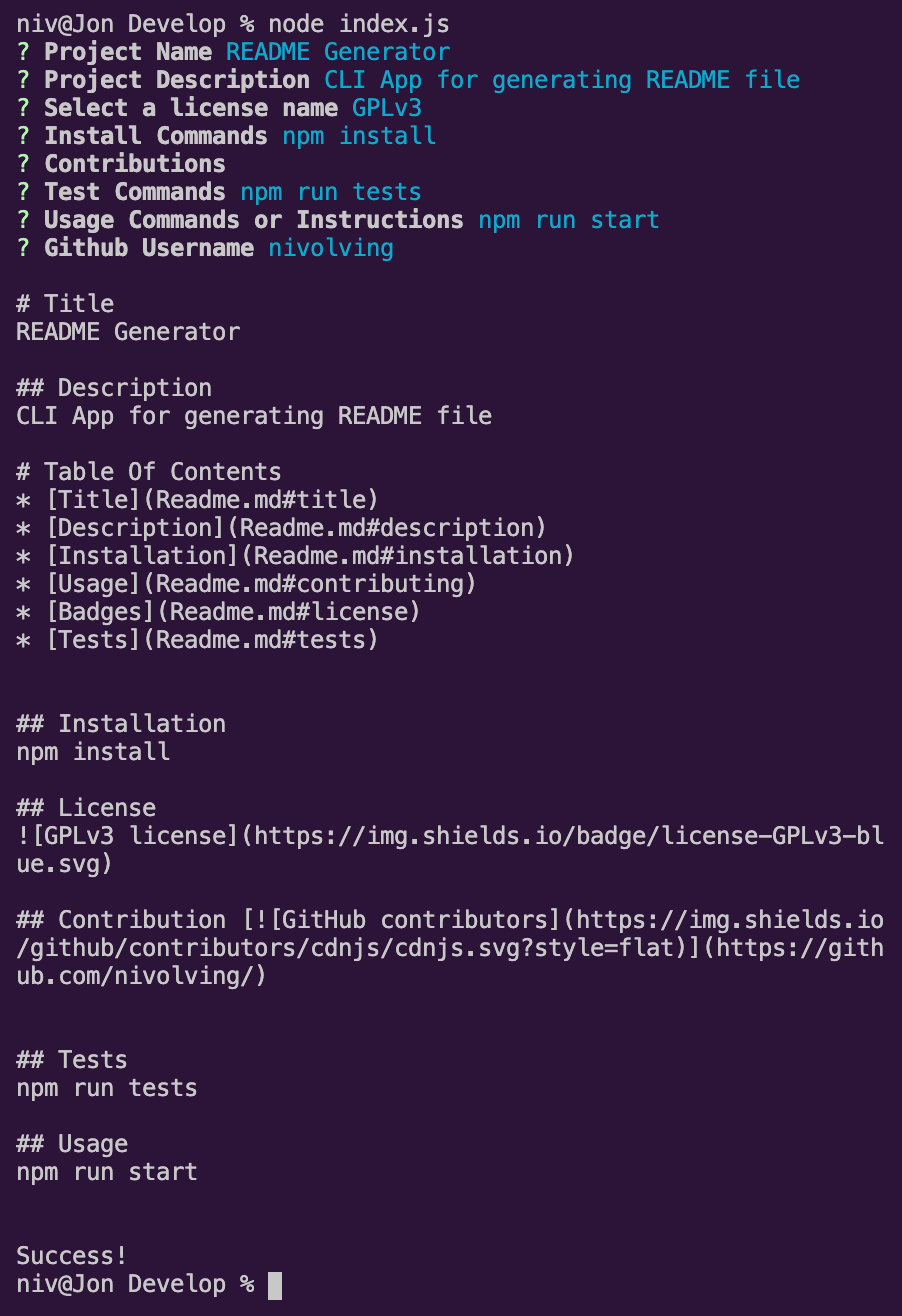 niv@Jon Develop % node index.js
? Project Name README Generator
? Project Description CLI App for generating README file
? Select a license name GPLv3
? Install Commands npm install
? Contributions
? Test Commands npm run tests
? Usage Commands or Instructions npm run start
? Github Username nivolving
# Title
README Generator
## Description
CLI App for generating README file
# Table Of Contents
* [Title](Readme.md#title)
* [Description](Readme.md#description)
* [Installation](Readme.md#installation)
* [Usage](Readme.md#contributing)
* [Badges](Readme.md#license)
* [Tests](Readme.md#tests)
## Installation
npm install
## License
![GPLv3 license](https://img.shields.io/badge/license-GPLv3-bl
ue.svg)
## Contribution [![GitHub contributors](https://img.shields.io
/github/contributors/cdnjs/cdnjs.svg?style=flat)](https://gith
ub.com/nivolving/)
## Tests
npm run tests
## Usage
npm run start
Success!
niv@Jon Develop %